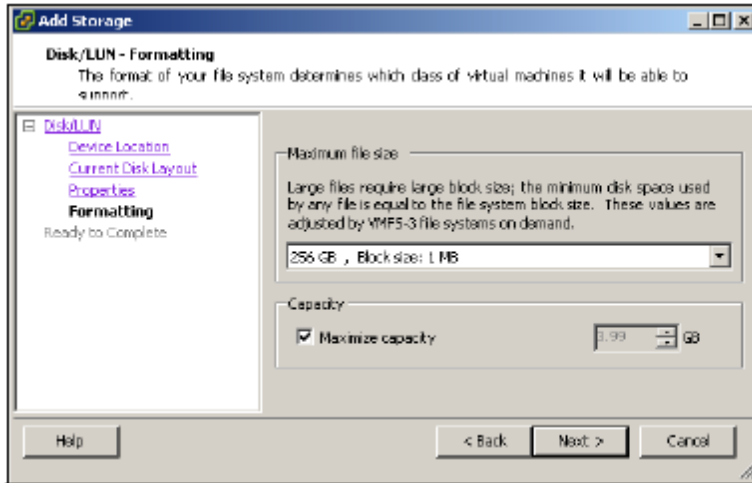 Add Storage
Disk/LUN - Formatting
The format of your file system determines which class of virtual machines it will be able to
support.
Disk/LUN
Device Location
Current Disk Layout
Properties
Formatting
Ready to Complete
Maximum file size
Large files require large block size; the minimum disk space used
by any file is equal to the file system block size. These values are
adjusted by VMFS-3 file systems on demand.
256 GB , Block size: 1 MB
Capacity
Maximize capacity
3.99 GB
Help
< Back
Next >
Cancel